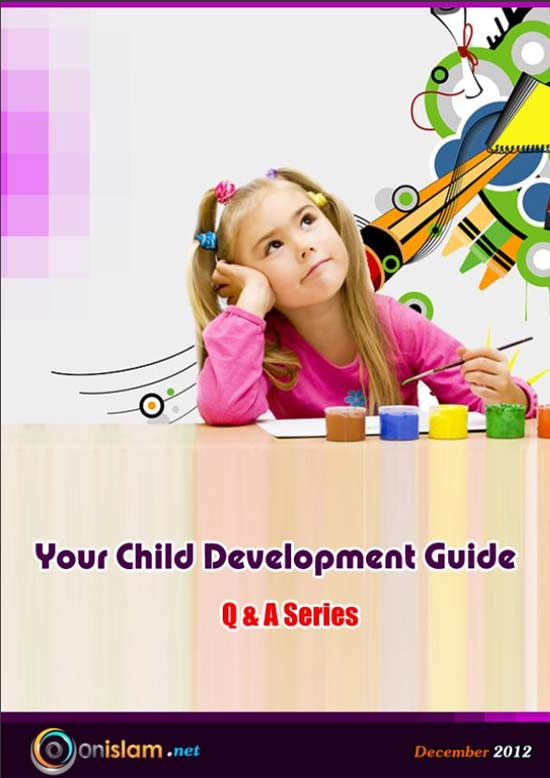 Your Child Development Guide
Q & A Series
onislam.net
December 2012